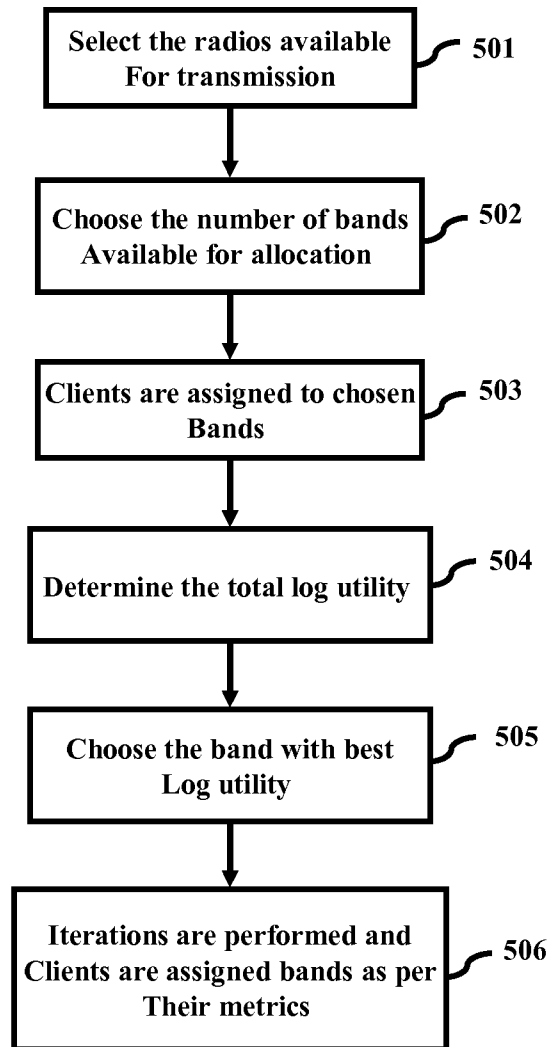 Select the radios available
For transmission
501
Choose the number of bands
Available for allocation
502
Clients are assigned to chosen
Bands
503
Determine the total log utility
504
Choose the band with best
Log utility
505
Iterations are performed and
Clients are assigned bands as per
Their metrics
506